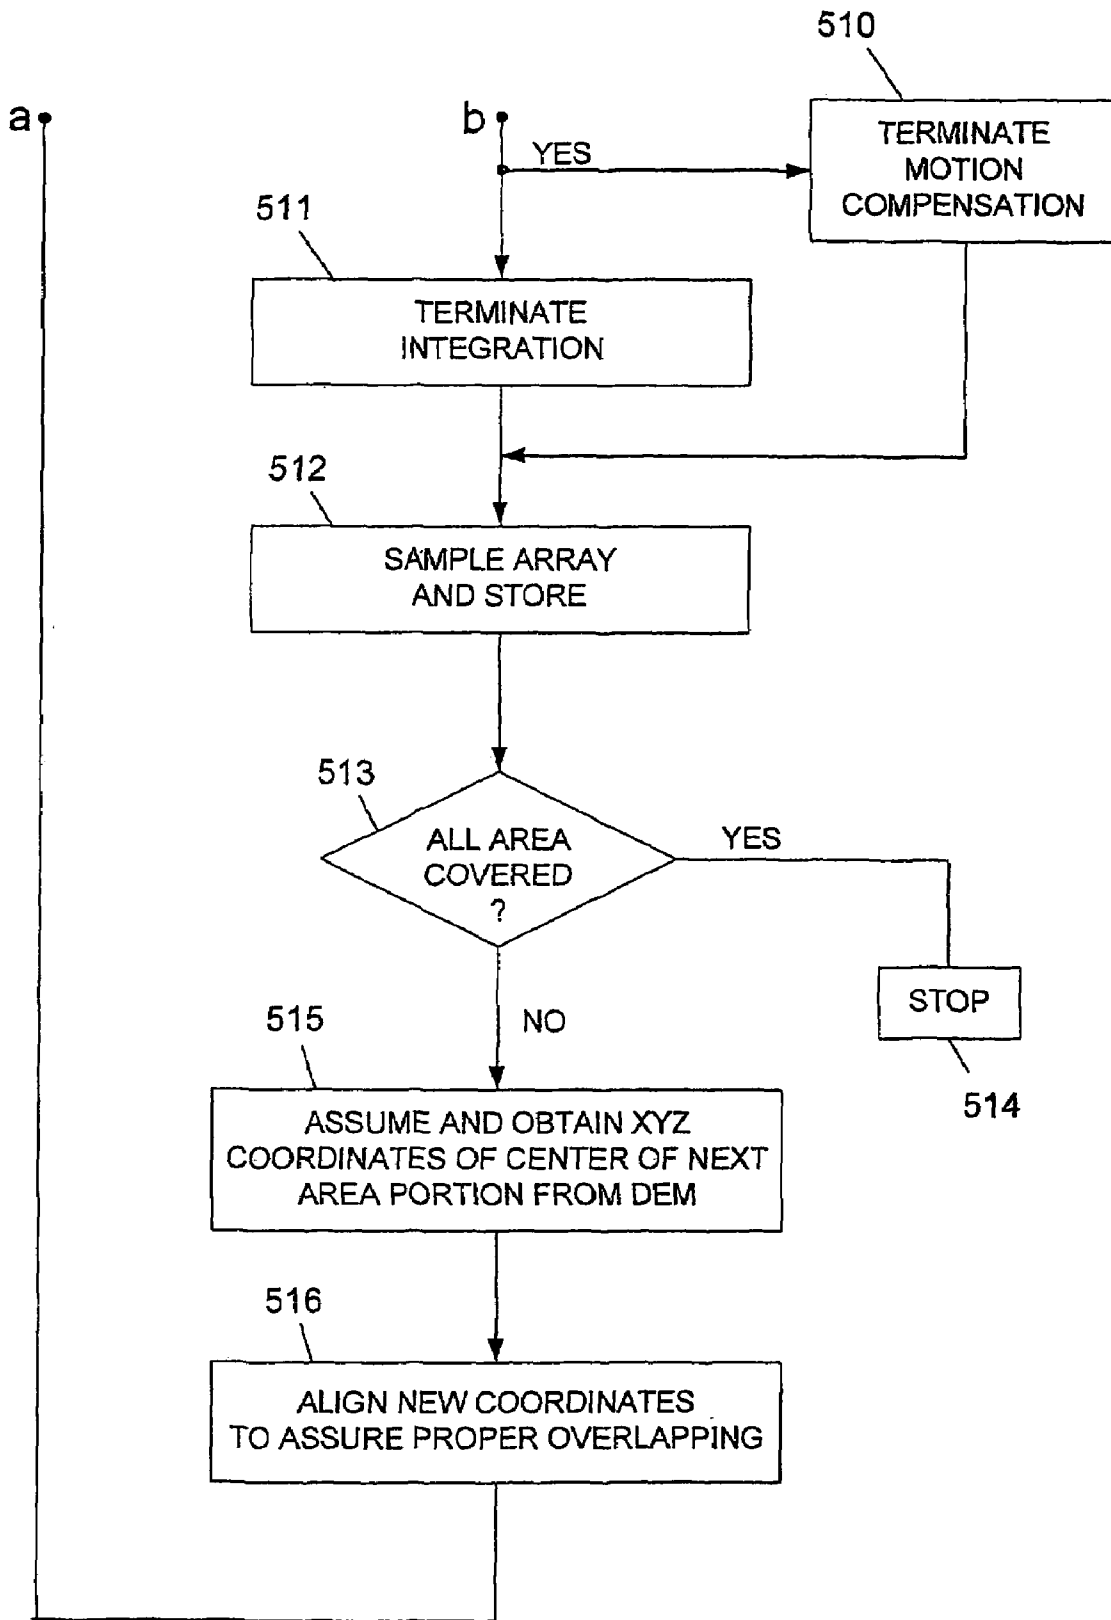 510
a
b
YES
TERMINATE
MOTION
COMPENSATION
511
TERMINATE
INTEGRATION
512
SAMPLE ARRAY
AND STORE
513
ALL AREA
COVERED
?
YES
STOP
514
NO
515
ASSUME AND OBTAIN XYZ
COORDINATES OF CENTER OF NEXT
AREA PORTION FROM DEM
516
ALIGN NEW COORDINATES
TO ASSURE PROPER OVERLAPPING